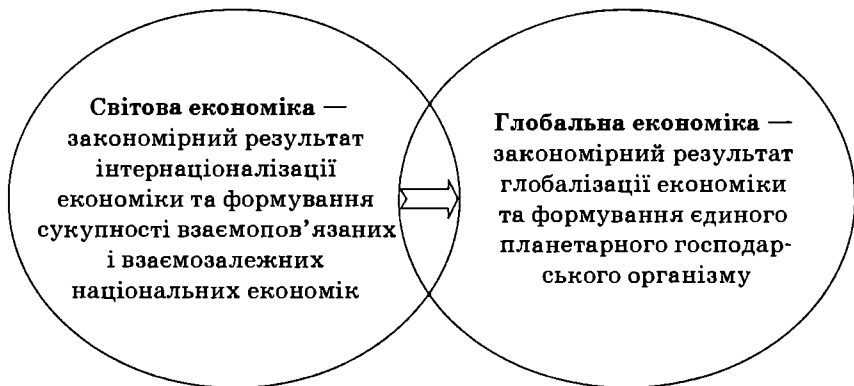 Світова економіка —
закономірний результат
інтернаціоналізації
економіки та формування
сукупності взаємопов’язаних
і взаємозалежних
національних економік
Глобальна економіка —
закономірний результат
глобалізації економіки
та формування єдиного
планетарного господар-
ського організму